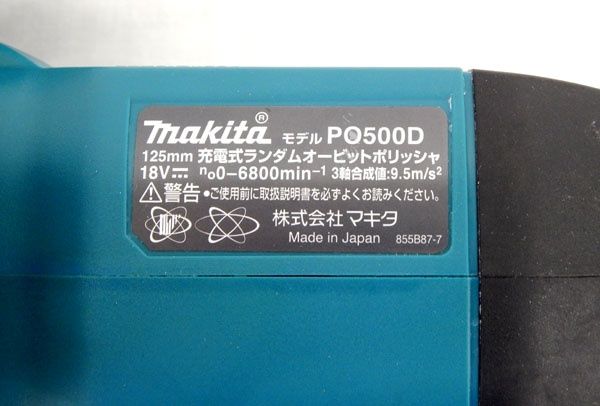 makita® モデル PO500D
125mm 充電式ランダムオービットポリッシャ
18V⎓ n₀0-6800min⁻¹ 3軸合成値:9.5m/s²
⚠警告 •ご使用前に取扱説明書を必ずよくお読みください。
株式会社マキタ
Made in Japan 855B87-7